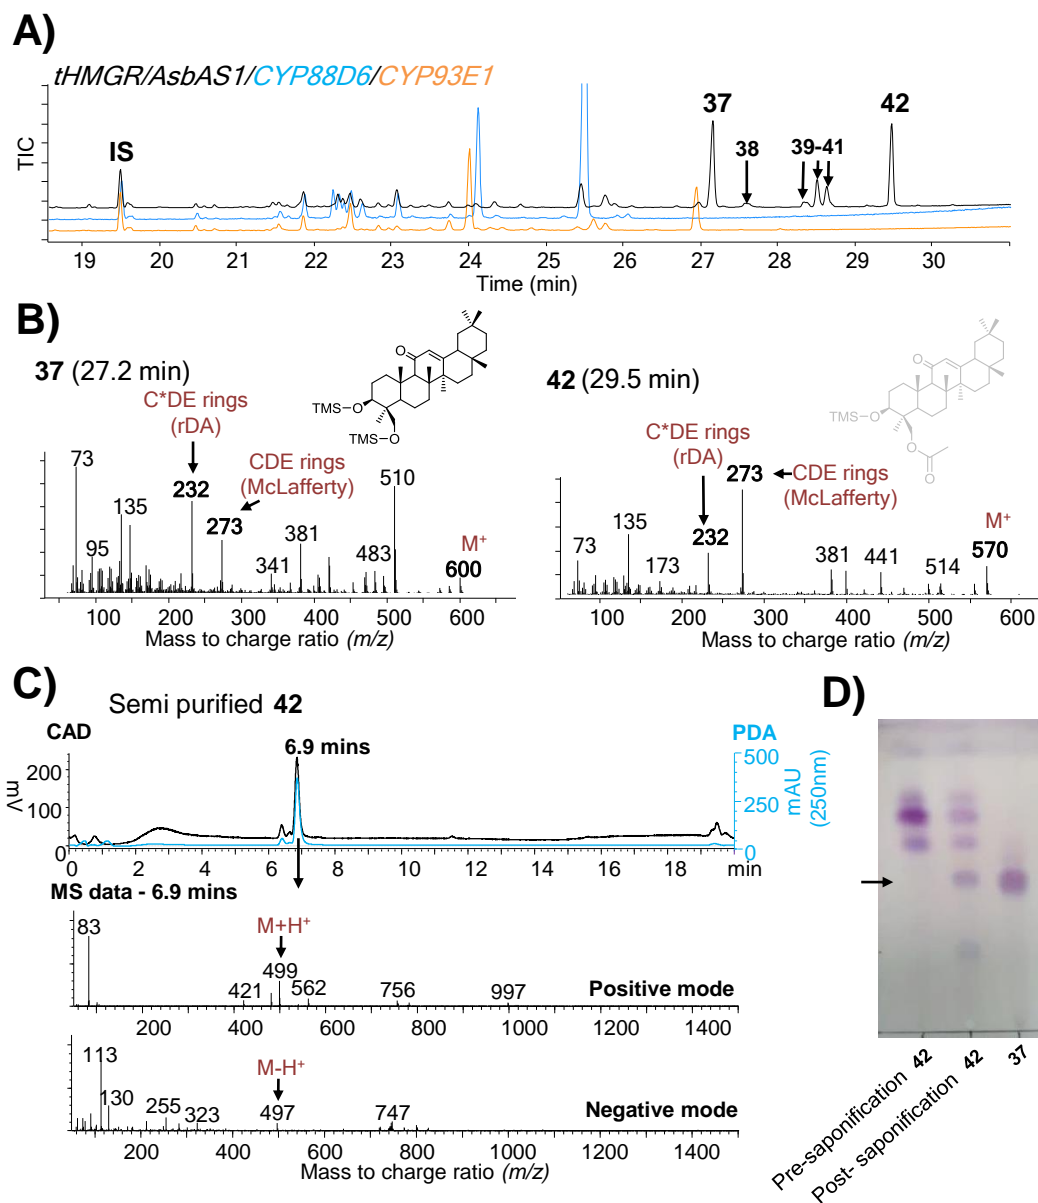 A)
tHMGR/AsbAS1/CYP88D6/CYP93E1
TIC
IS
37
38
39-41
42
19 20 21 22 23 24 25 26 27 28 29 30
Time (min)
B)
37 (27.2 min)
C*DE rings
(rDA)
CDE rings
(McLafferty)
O
TMS—O
TMS—O
73
95
135
232
273
341
381
483
510
M+
600
100 200 300 400 500 600
Mass to charge ratio (m/z)
42 (29.5 min)
C*DE rings
(rDA)
CDE rings
(McLafferty)
O
TMS—O
O
O
73
135
173
232
273
381
441
514
M+
570
100 200 300 400 500 600
Mass to charge ratio (m/z)
C)
Semi purified 42
CAD
PDA
6.9 mins
mV
200
100
0
500
250
0
mAU
(250nm)
0 2 4 6 8 10 12 14 16 18 min
MS data - 6.9 mins
M+H+
83
421
499
562
756
997
Positive mode
200 400 600 800 1000 1200 1400
M-H+
113
130
255
323
497
747
Negative mode
200 400 600 800 1000 1200 1400
Mass to charge ratio (m/z)
D)
Pre-saponification 42
Post- saponification 42
37